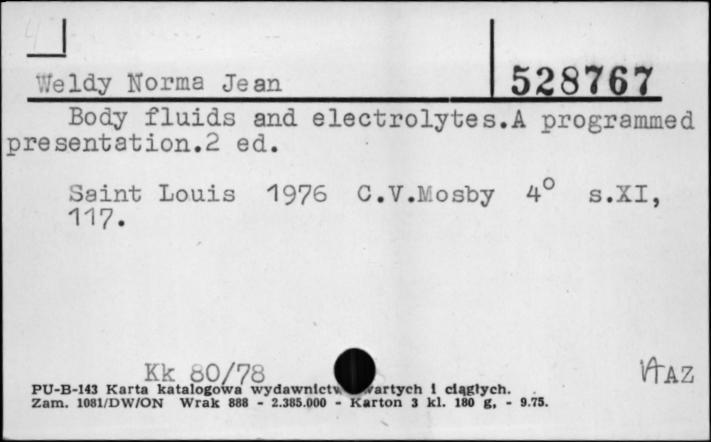 Weldy Norma Jean 528767
Body fluids and electrolytes.A programmed
presentation.2 ed.
Saint Louis 1976 C.V.Mosby 4° s.XI,
117.
Kk 80/78
AZ
PU-B-143 Karta katalogowa wydawnictw wartych i ciągłych.
Zam. 1081/DW/ON Wrak 888 - 2.385.000 - Karton 3 kl. 180 g, - 9.75.